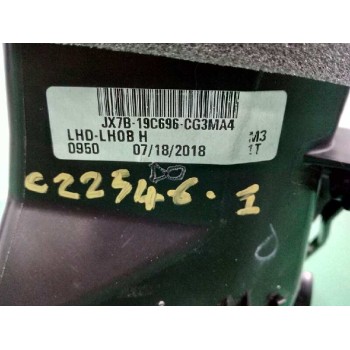 JX7B-19C696-CG3MA4
LHD-LHOB H M3
0950 07/18/2018 1T
C22546.1